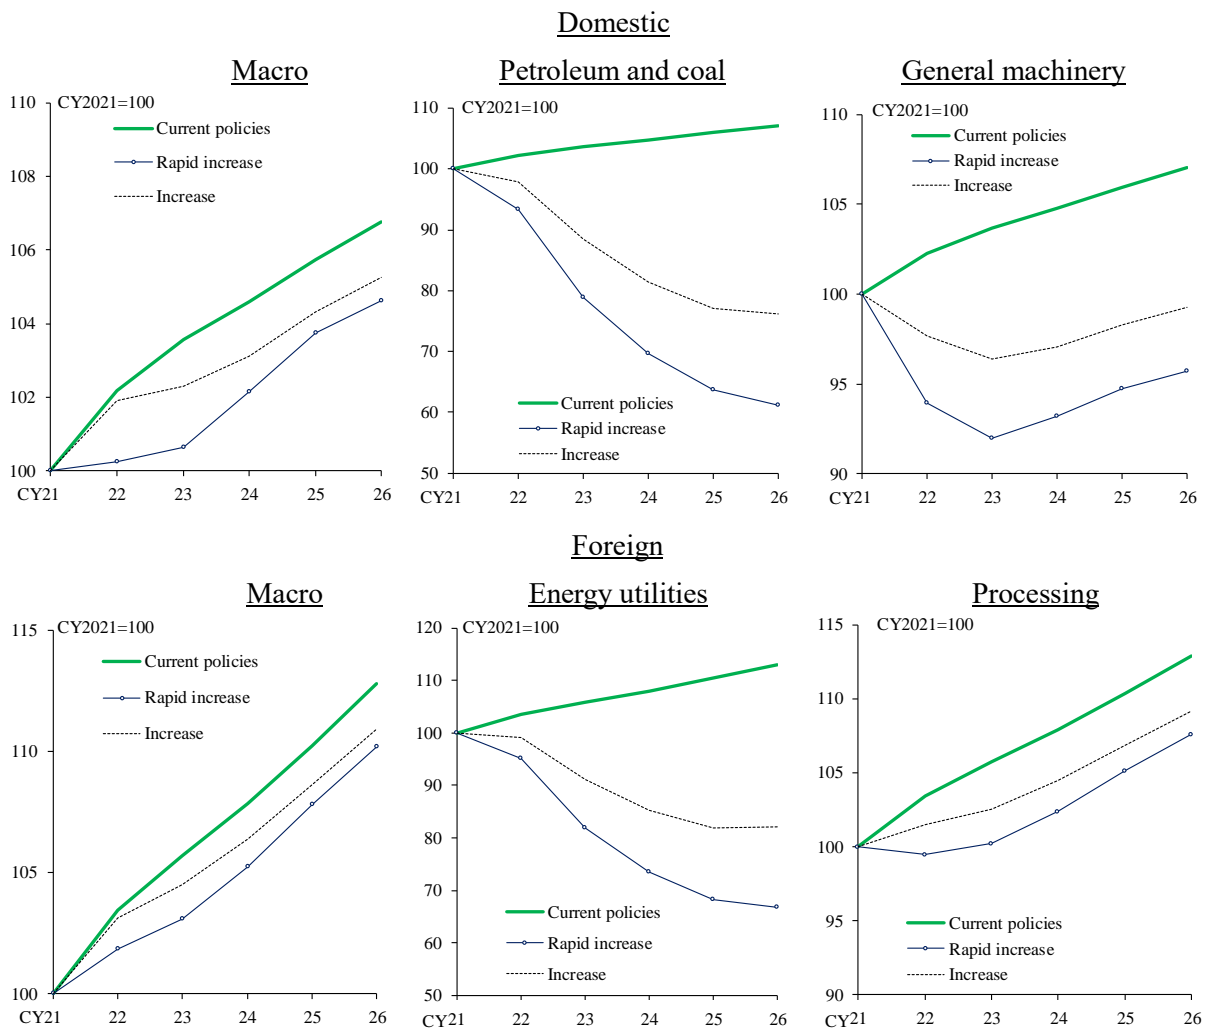 Domestic
Macro
Petroleum and coal
General machinery
CY2021=100
110
108
106
104
102
100
Current policies
Rapid increase
Increase
CY21 22 23 24 25 26
CY2021=100
110
100
90
80
70
60
50
Current policies
Rapid increase
Increase
CY21 22 23 24 25 26
CY2021=100
110
105
100
95
90
Current policies
Rapid increase
Increase
CY21 22 23 24 25 26
Foreign
Macro
Energy utilities
Processing
CY2021=100
115
110
105
100
Current policies
Rapid increase
Increase
CY21 22 23 24 25 26
CY2021=100
120
110
100
90
80
70
60
50
Current policies
Rapid increase
Increase
CY21 22 23 24 25 26
CY2021=100
115
110
105
100
95
90
Current policies
Rapid increase
Increase
CY21 22 23 24 25 26